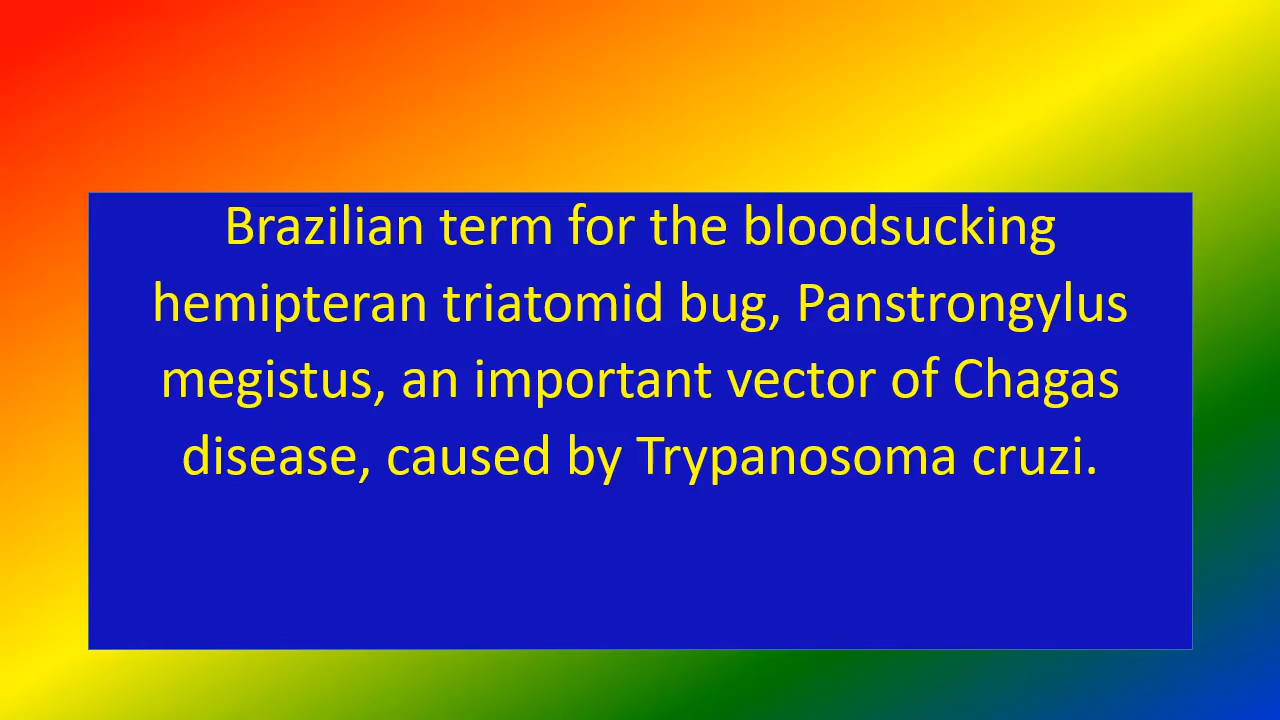 Brazilian term for the bloodsucking
hemipteran triatomid bug, Panstrongylus
megistus, an important vector of Chagas
disease, caused by Trypanosoma cruzi.